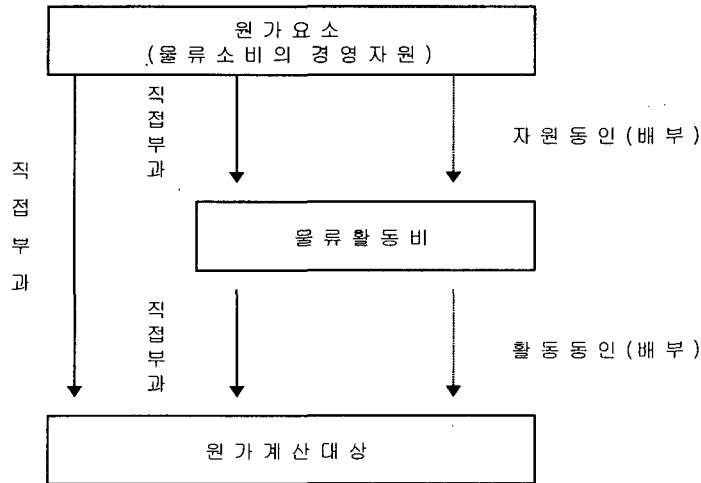 원가요소
(물류소비의 경영자원)
직접부과
자원동인(배부)
직접부과
물류활동비
직접부과
활동동인(배부)
원가계산대상